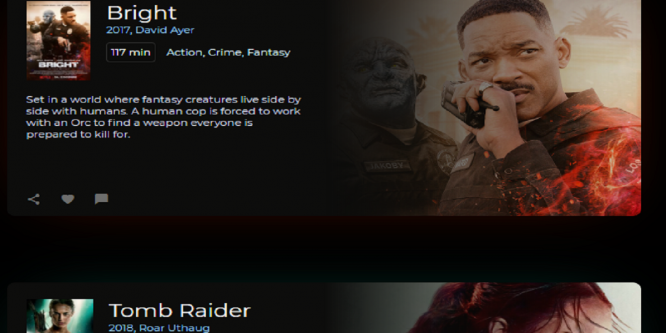 Bright
2017, David Ayer
117 min Action, Crime, Fantasy
BRIGHT
Set in a world where fantasy creatures live side by
side with humans. A human cop is forced to work
with an Orc to find a weapon everyone is
prepared to kill for.
Tomb Raider
2018, Roar Uthaug